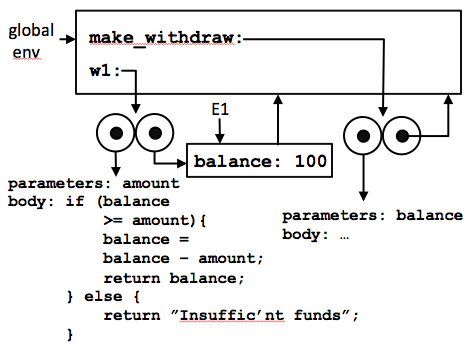 global
env
make_withdraw:
w1:
E1
balance: 100
parameters: amount
body: if (balance
>= amount){
balance =
balance – amount;
return balance;
} else {
return ”Insuffic’nt funds”;
}
parameters: balance
body: …